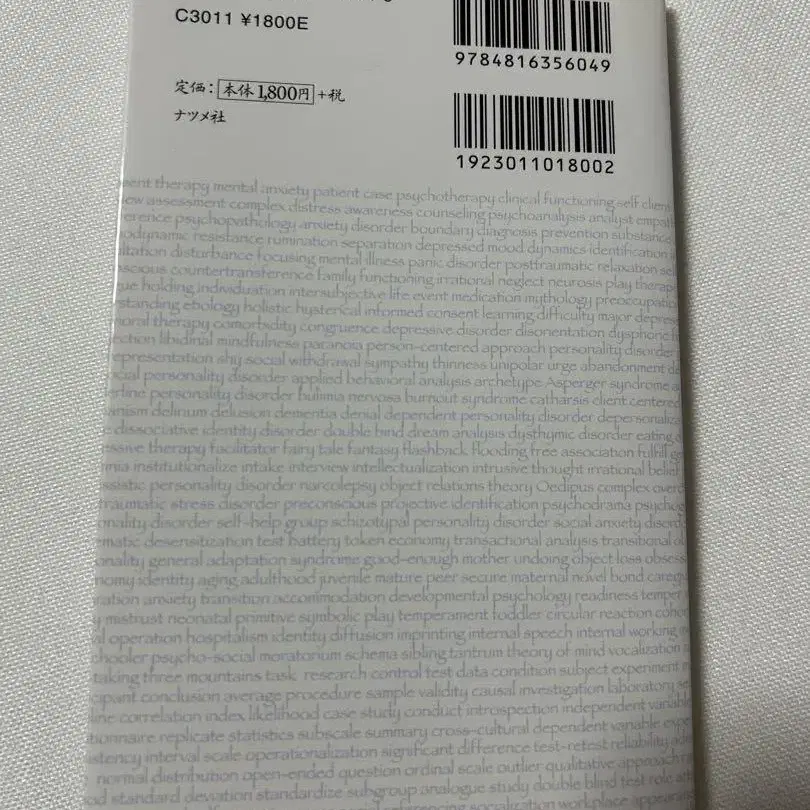 C3011 ¥1800E
9784816356049
定価：本体1,800円+税
ナツメ社
1923011018002
therapy mental anxiety patient case psychotherapy clinical functioning self client
assessment complex distress awareness counseling psychoanalysis analyst
psychopathology anxiety disorder boundary diagnosis prevention substance
resistance rumination separation depressed mood dynamics identification
disturbance focusing mental illness panic disorder postfraumatic relaxation
countertransference family functioning irrational neglect neurosis play
holding individuation intersubjective life event medication mythology
etology holistic hysterical informed consent learning difficulty major
therapy comorbidity congruence depressive disorder disorientation
libidinal mindfulness paranoia person-centered approach personality disorder
shy social withdrawal sympathy thinness unipolar urge abandonment
personality disorder applied behavioral analysis archetype Asperger syndrome
personality disorder bulimia nervosa burnout syndrome catharsis client centered
delirium delusion dementia denial dependent personality disorder
dissociative identity disorder double bind dream analysis dysthymic disorder eating
therapy facilitator fairy tale fantasy flashback flooding free association fulfill
institutionalize intake interview intellectualization intrusive thought irrational belief
personality disorder narcolepsy object relations theory Oedipus complex
traumatic stress disorder preconscious projective identification psychodrama
disorder self-help group schizotypal personality disorder social anxiety
desensitization test battery token economy transactional analysis transitional
general adaptation syndrome good-enough mother undoing object loss
identity aging adulthood juvenile mature peer secure maternal novel bond
anxiety transition accommodation developmental psychology readiness temper
mistrust neonatal primitive symbolic play temperament toddler circular reaction
operation hospitalism identity diffusion imprinting internal speech internal working
psycho-social moratorium schema sibling tantrum theory of mind vocalization
taking three mountains task research control test data condition subject experiment
conclusion average procedure sample validity causal investigation laboratory
correlation index likelihood case study conduct introspection independent variable
replicate statistics subscale summary cross-cultural dependent variable
interval scale operationalization significant difference test-retest reliability
normal distribution open-ended question ordinal scale outlier qualitative approach
standard deviation standardize subgroup analogue study double blind test role
socialization workplace